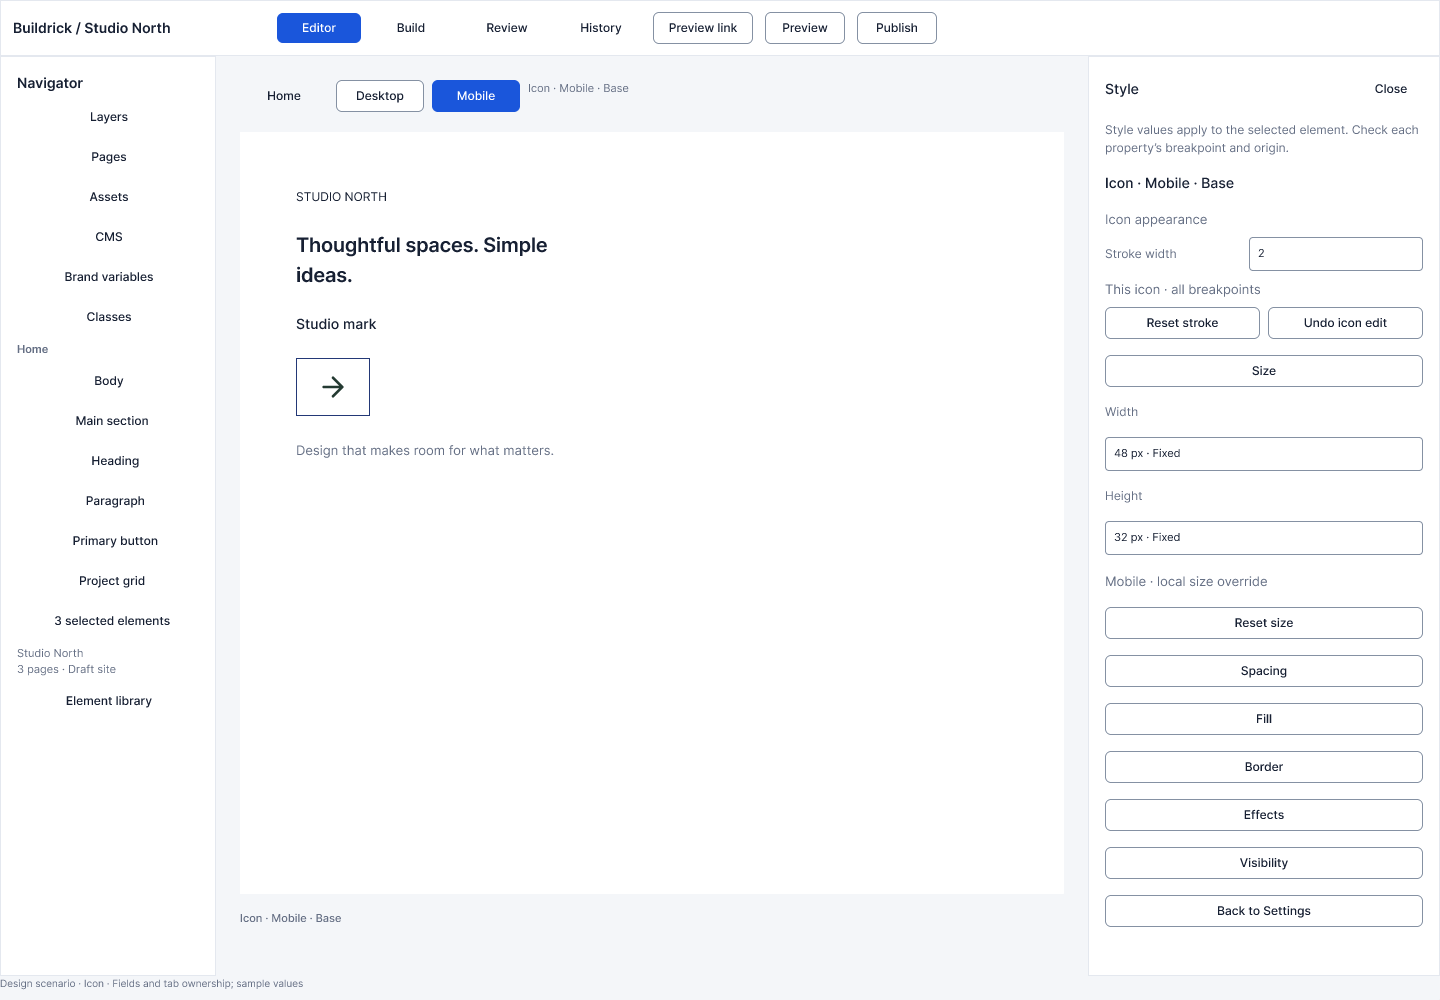 Buildrick / Studio North
Editor
Build
Review
History
Preview link
Preview
Publish
Navigator
Layers
Pages
Assets
CMS
Brand variables
Classes
Home
Body
Main section
Heading
Paragraph
Primary button
Project grid
3 selected elements
Studio North
3 pages · Draft site
Element library
Home
Desktop
Mobile
Icon · Mobile · Base
STUDIO NORTH
Thoughtful spaces. Simple
ideas.
Studio mark
Design that makes room for what matters.
Icon · Mobile · Base
Style
Close
Style values apply to the selected element. Check each
property’s breakpoint and origin.
Icon · Mobile · Base
Icon appearance
Stroke width
2
This icon · all breakpoints
Reset stroke
Undo icon edit
Size
Width
48 px · Fixed
Height
32 px · Fixed
Mobile · local size override
Reset size
Spacing
Fill
Border
Effects
Visibility
Back to Settings
Design scenario · Icon · Fields and tab ownership; sample values